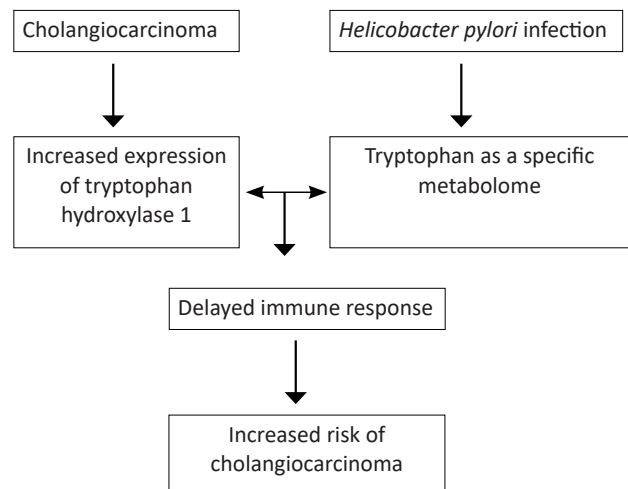 Cholangiocarcinoma
Helicobacter pylori infection
Increased expression
of tryptophan
hydroxylase 1
Tryptophan as a specific
metabolome
Delayed immune response
Increased risk of
cholangiocarcinoma